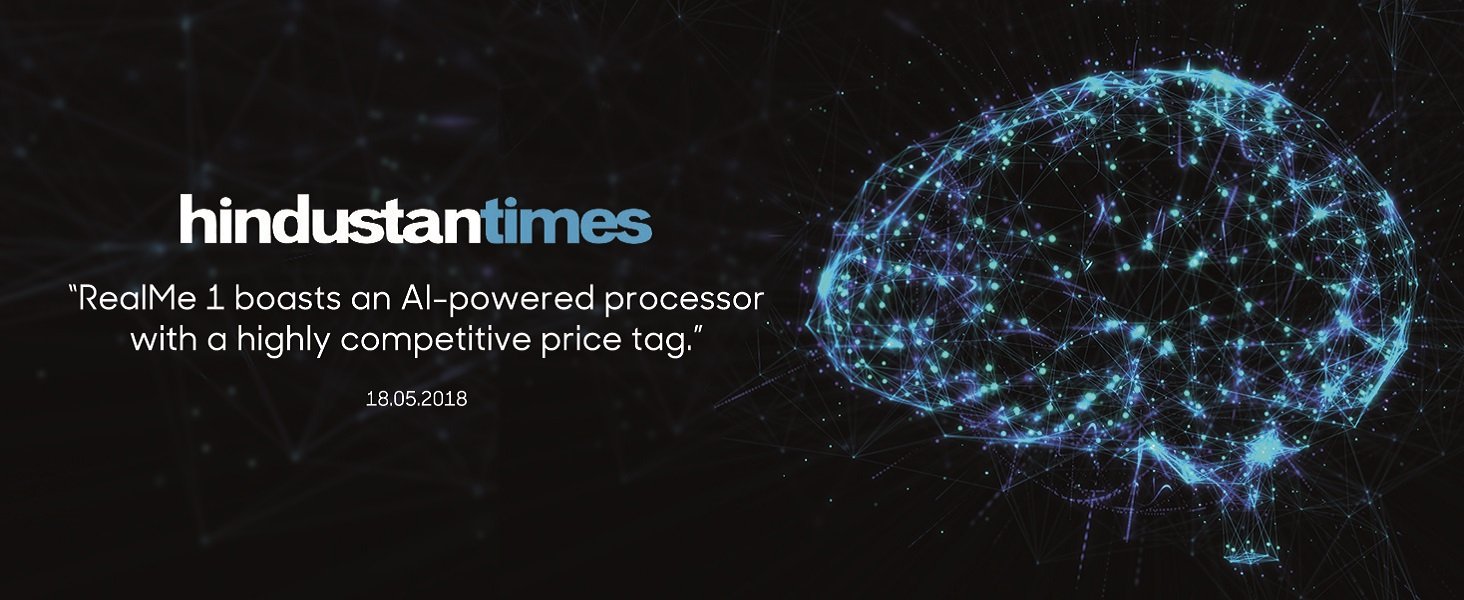 hindustantimes
“RealMe 1 boasts an AI-powered processor
with a highly competitive price tag.”
18.05.2018